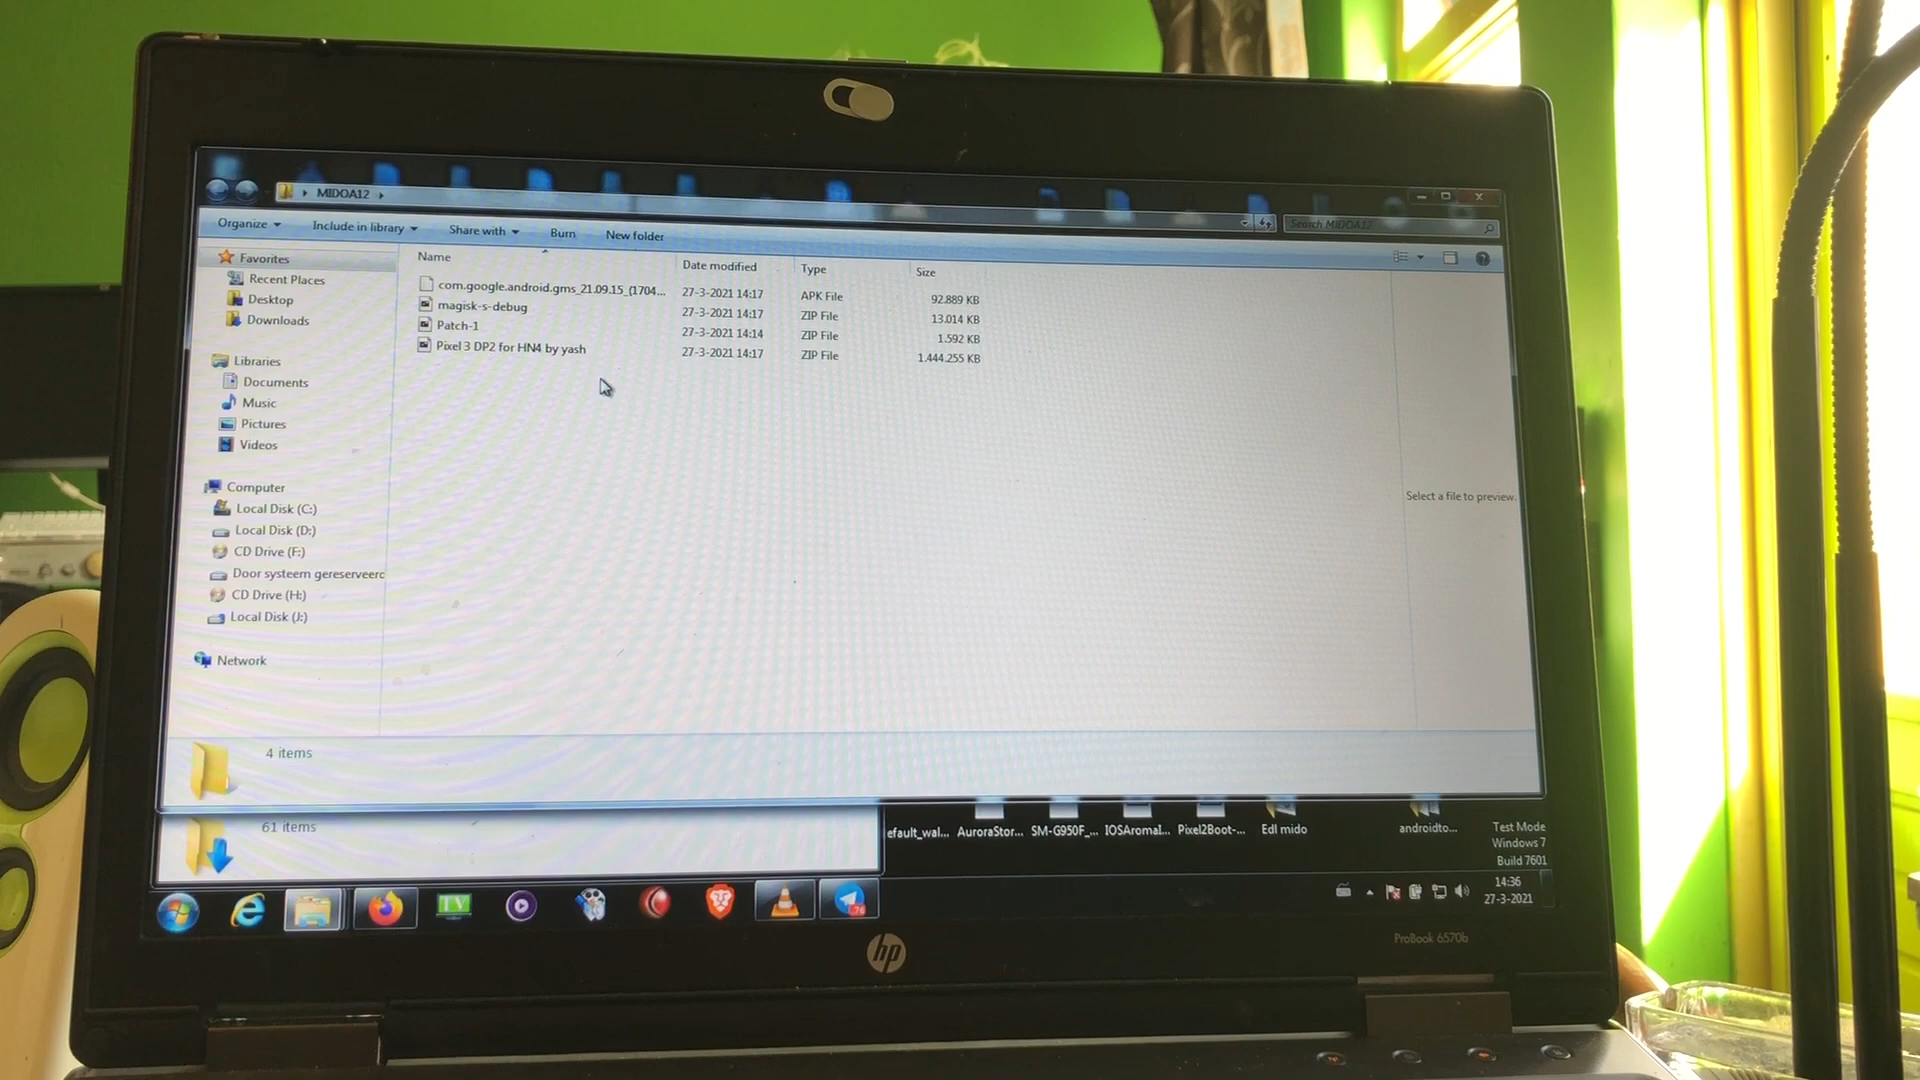 MIDOA12
Search MIDOA12
Organize Include in library Share with Burn New folder
Name Date modified Type Size
com.google.android.gms_21.09.15_(1704... 27-3-2021 14:17 APK File 92.889 KB
magisk-s-debug 27-3-2021 14:17 ZIP File 13.014 KB
Patch-1 27-3-2021 14:14 ZIP File 1.592 KB
Pixel 3 DP2 for HN4 by yash 27-3-2021 14:17 ZIP File 1.444.255 KB
Favorites
Recent Places
Desktop
Downloads
Libraries
Documents
Music
Pictures
Videos
Computer
Local Disk (C:)
Local Disk (D:)
CD Drive (F:)
Door systeem gereserveerd
CD Drive (H:)
Local Disk (J:)
Network
Select a file to preview.
4 items
61 items
efault_wal... AuroraStor... SM-G950F_... IOSAromaI... Pixel2Boot-... Edl mido androidto...
Test Mode
Windows 7
Build 7601
TV
76
14:36
27-3-2021
hp
ProBook 6570b